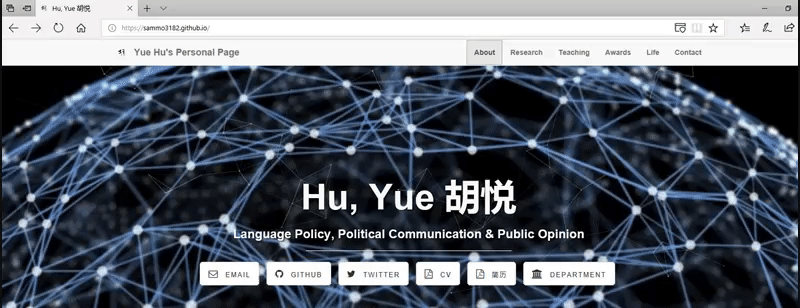 Hu, Yue 胡悦
https://sammo3182.github.io/
Yue Hu's Personal Page
About Research Teaching Awards Life Contact
Hu, Yue 胡悦
Language Policy, Political Communication & Public Opinion
EMAIL GITHUB TWITTER CV 简历 DEPARTMENT